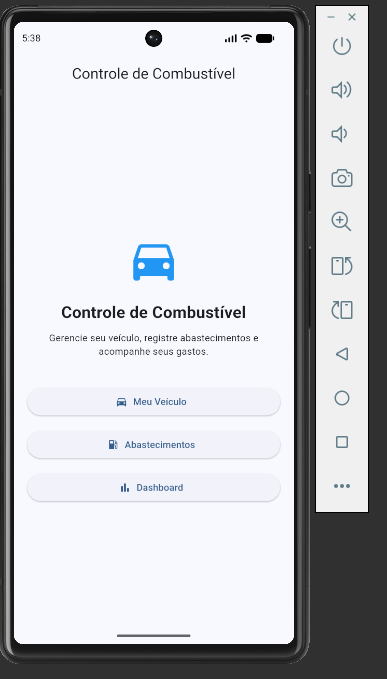 5:38
Controle de Combustível
Controle de Combustível
Gerencie seu veículo, registre abastecimentos e
acompanhe seus gastos.
Meu Veículo
Abastecimentos
Dashboard